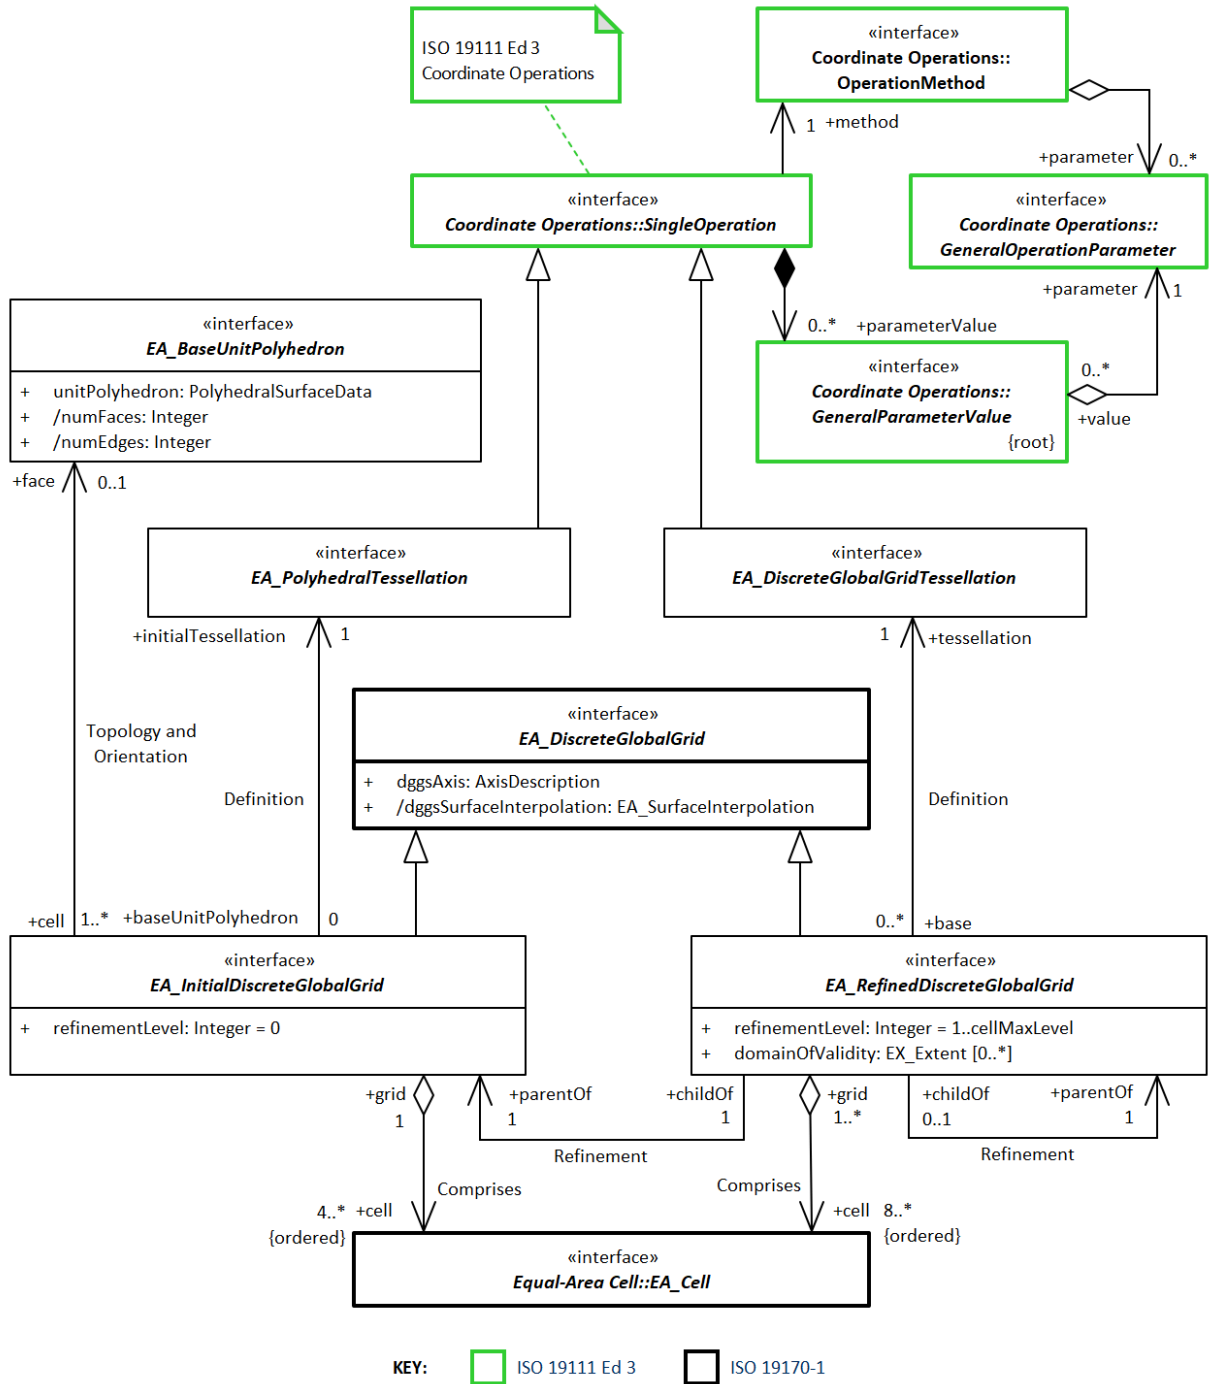 ISO 19111 Ed 3
Coordinate Operations
«interface»
Coordinate Operations::
OperationMethod
1 +method
+parameter 0..*
«interface»
Coordinate Operations::SingleOperation
«interface»
Coordinate Operations::
GeneralOperationParameter
+parameter 1
0..* +parameterValue
«interface»
EA_BaseUnitPolyhedron
+ unitPolyhedron: PolyhedralSurfaceData
+ /numFaces: Integer
+ /numEdges: Integer
«interface»
Coordinate Operations::
GeneralParameterValue
{root}
0..*
+value
+face 0..1
«interface»
EA_PolyhedralTessellation
«interface»
EA_DiscreteGlobalGridTessellation
+initialTessellation 1
1 +tessellation
Topology and
Orientation
Definition
«interface»
EA_DiscreteGlobalGrid
+ dggsAxis: AxisDescription
+ /dggsSurfaceInterpolation: EA_SurfaceInterpolation
Definition
+cell 1..* +baseUnitPolyhedron 0
0..* +base
«interface»
EA_InitialDiscreteGlobalGrid
+ refinementLevel: Integer = 0
«interface»
EA_RefinedDiscreteGlobalGrid
+ refinementLevel: Integer = 1..cellMaxLevel
+ domainOfValidity: EX_Extent [0..*]
+grid
1
+parentOf
1
+childOf
1
+grid
1..*
+childOf
0..1
+parentOf
1
Refinement
Refinement
Comprises
Comprises
4..* +cell
{ordered}
+cell 8..*
{ordered}
«interface»
Equal-Area Cell::EA_Cell
KEY: ISO 19111 Ed 3 ISO 19170-1